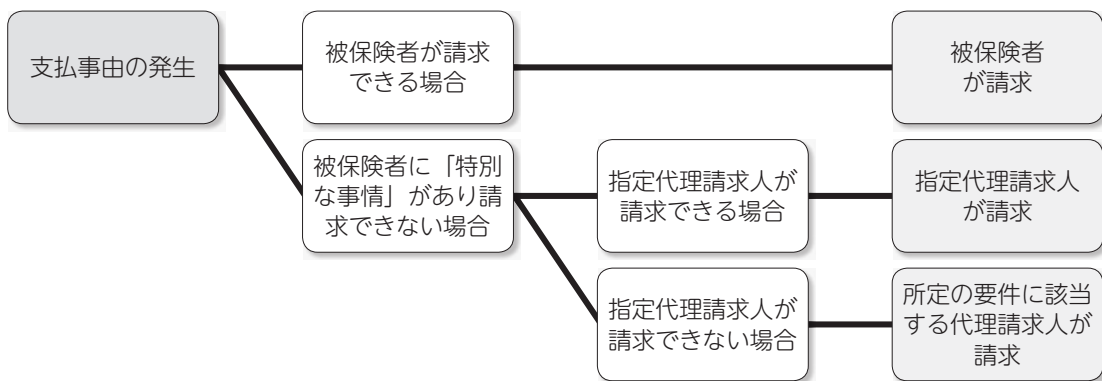 支払事由の発生
被保険者が請求
できる場合
被保険者
が請求
被保険者に「特別
な事情」があり請
求できない場合
指定代理請求人が
請求できる場合
指定代理請求人
が請求
指定代理請求人が
請求できない場合
所定の要件に該当
する代理請求人が
請求